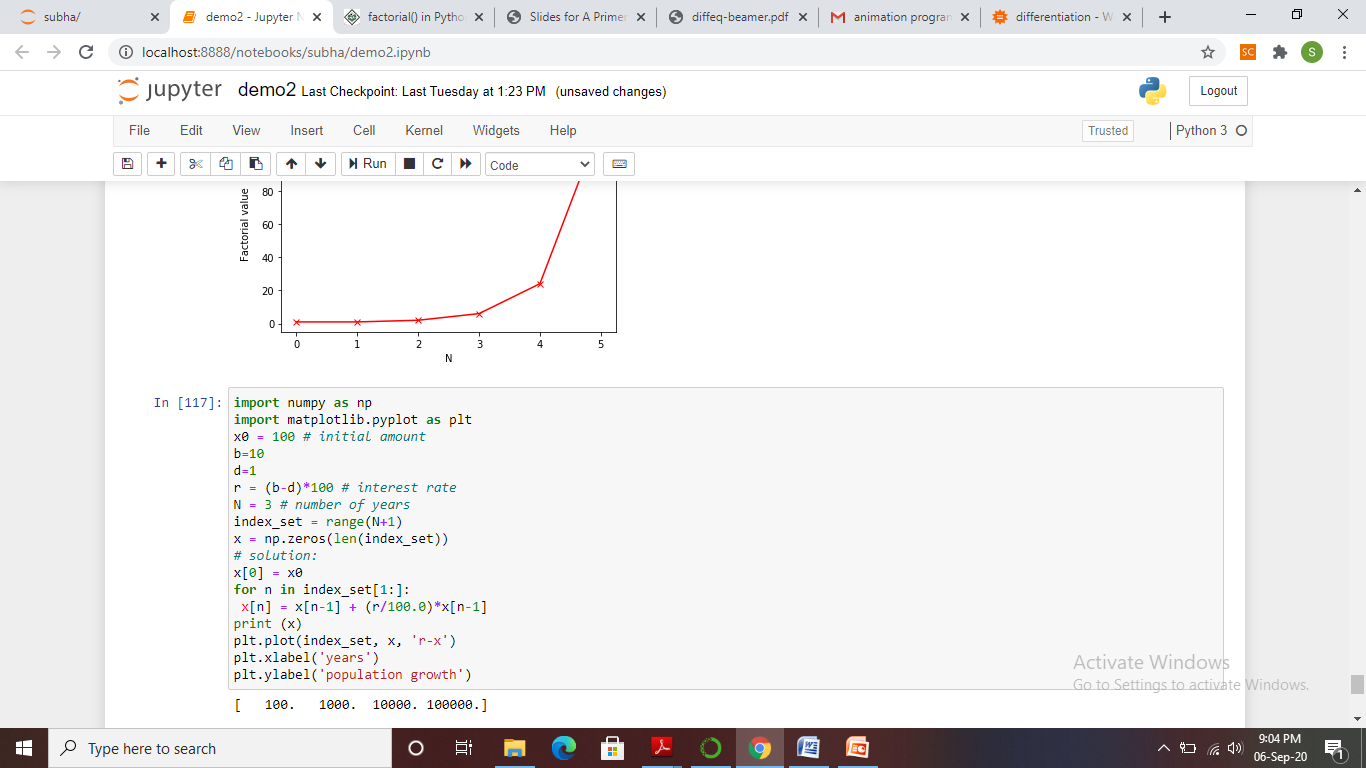 subha/
demo2 - Jupyter N
factorial() in Pytho
Slides for A Primer
diffeq-beamer.pdf
animation progran
differentiation - W
localhost:8888/notebooks/subha/demo2.ipynb
SC
S
jupyter demo2 Last Checkpoint: Last Tuesday at 1:23 PM (unsaved changes)
Logout
File Edit View Insert Cell Kernel Widgets Help
Trusted
Python 3
Run
Code
80
60
40
20
0
Factorial value
0 1 2 3 4 5
N
In [117]:
import numpy as np
import matplotlib.pyplot as plt
x0 = 100 # initial amount
b=10
d=1
r = (b-d)*100 # interest rate
N = 3 # number of years
index_set = range(N+1)
x = np.zeros(len(index_set))
# solution:
x[0] = x0
for n in index_set[1:]:
 x[n] = x[n-1] + (r/100.0)*x[n-1]
print (x)
plt.plot(index_set, x, 'r-x')
plt.xlabel('years')
plt.ylabel('population growth')
[   100.   1000.  10000. 100000.]
Activate Windows
Go to Settings to activate Windows.
Type here to search
9:04 PM
06-Sep-20
1